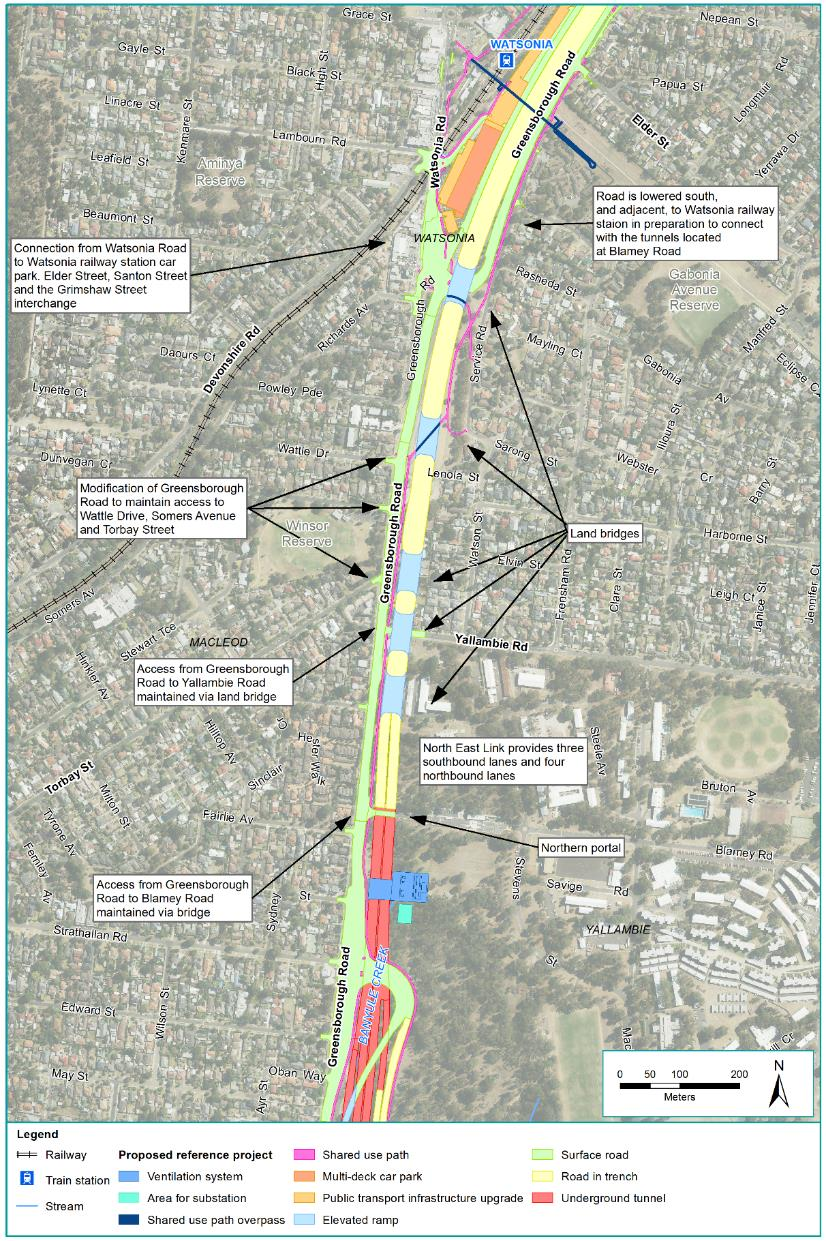 Grace St
Nepean St
Gayle St
WATSONIA
High St
Black St
Papua St
Longmuir Rd
Linacre St
Kenmare St
Greensborough Road
Elder St
Lambourn Rd
Watsonia Rd
Yerrawa Dr
Leafield St
Aminya
Reserve
Beaumont St
Road is lowered south,
and adjacent, to Watsonia railway
staion in preparation to connect
with the tunnels located
at Blamey Road
WATSONIA
Connection from Watsonia Road
to Watsonia railway station car
park. Elder Street, Santon Street
and the Grimshaw Street
interchange
Rasheda St
Gabonia
Avenue
Reserve
Greensborough Rd
Richards Av
Service Rd
Manfred St
Devonshire Rd
Daours Ct
Mayling Ct
Gabonia Av
Eclipse C
Lynette Ct
Powley Pde
Illoura St
Wattle Dr
Sarong St
Dunvegan Cr
Webster Cr
Barry St
Lenola St
Modification of Greensborough
Road to maintain access to
Wattle Drive, Somers Avenue
and Torbay Street
Winsor
Reserve
Greensborough Road
Watson St
Land bridges
Harborne St
Elvin St
Frensham Rd
Clara St
Leigh Ct
Janice St
Jennifer Ct
Somers Av
Stewart Tce
MACLEOD
Yallambie Rd
Hinkler Av
Access from Greensborough
Road to Yallambie Road
maintained via land bridge
Hilltop Av
Hester Walk
North East Link provides three
southbound lanes and four
northbound lanes
Steele Av
Torbay St
Sinclair
Milton St
Bruton Av
Fairlie Av
Tyrone Av
Northern portal
Blamey Rd
Fernley Av
Access from Greensborough
Road to Blamey Road
maintained via bridge
Stevens St
Savige Rd
Sydney St
YALLAMBIE
Strathallan Rd
Greensborough Road
BANYULE CREEK
Edward St
Wilson St
Mac
May St
Oban Way
Ayr St
N
0 50 100 200
Meters
Legend
Railway
Train station
Stream
Proposed reference project
Ventilation system
Area for substation
Shared use path overpass
Shared use path
Multi-deck car park
Public transport infrastructure upgrade
Elevated ramp
Surface road
Road in trench
Underground tunnel